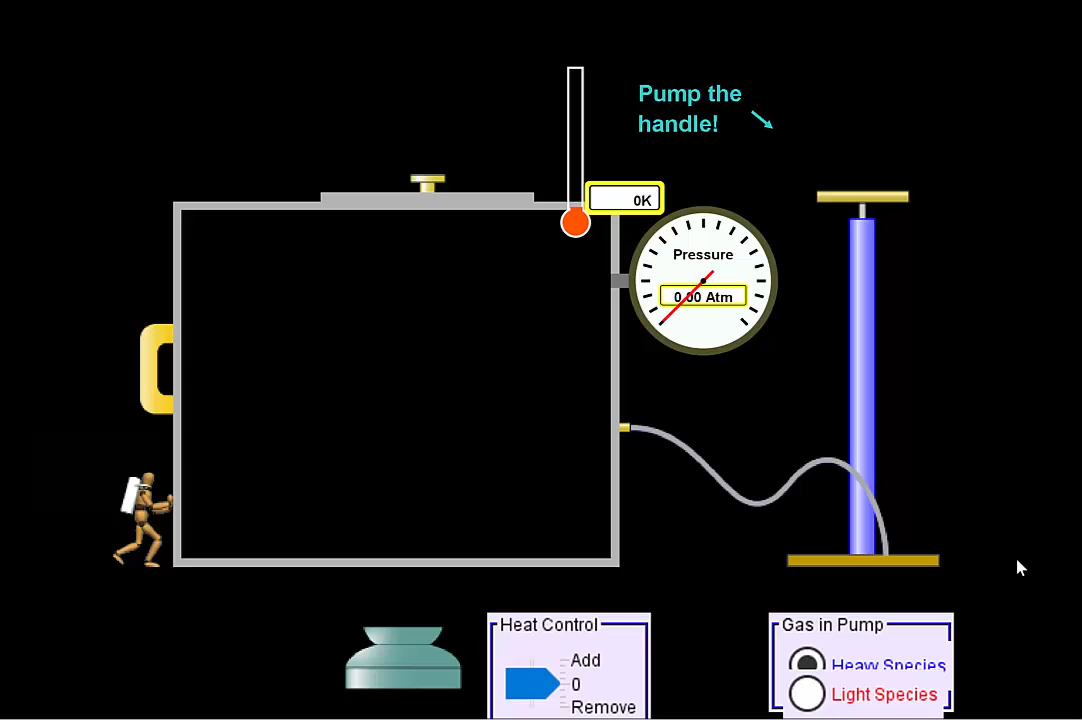 Pump the
handle!
0K
Pressure
0.00 Atm
Heat Control
Add
0
Remove
Gas in Pump
Heavy Species
Light Species